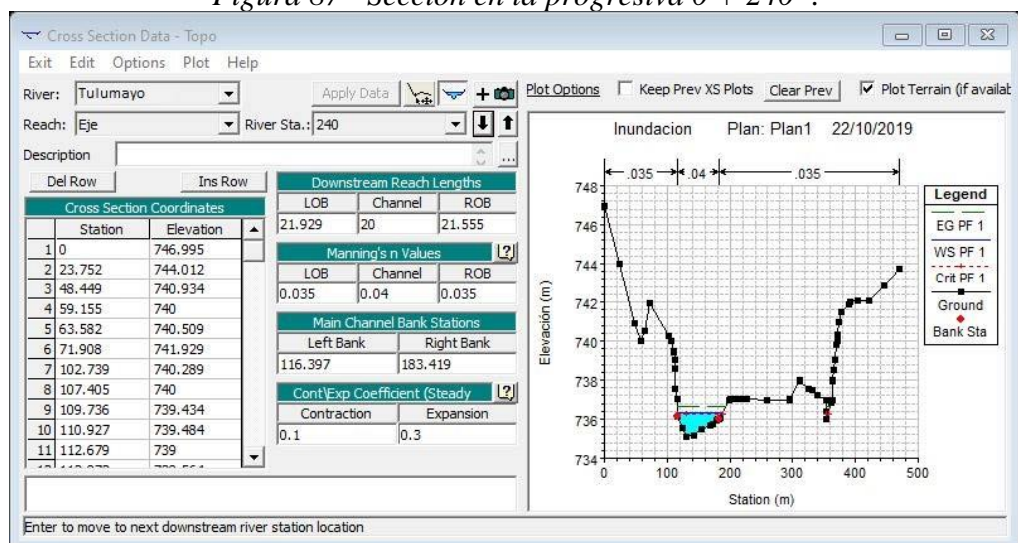 Figura 87 Sección en la progresiva 0 + 240 .
Cross Section Data - Topo
Exit Edit Options Plot Help
River: Tulumayo Apply Data Plot Options Keep Prev XS Plots Clear Prev Plot Terrain (if availab
Reach: Eje River Sta.: 240
Description ...
Del Row Ins Row
Cross Section Coordinates
Station Elevation
1 0 746.995
2 23.752 744.012
3 48.449 740.934
4 59.155 740
5 63.582 740.509
6 71.908 741.929
7 102.739 740.289
8 107.405 740
9 109.736 739.434
10 110.927 739.484
11 112.679 739
Downstream Reach Lengths
LOB Channel ROB
21.929 20 21.555
Manning's n Values
LOB Channel ROB
0.035 0.04 0.035
Main Channel Bank Stations
Left Bank Right Bank
116.397 183.419
Cont\Exp Coefficient (Steady
Contraction Expansion
0.1 0.3
Inundacion Plan: Plan1 22/10/2019
.035 .04 .035
748
746
744
742
740
738
736
734
Elevación (m)
0 100 200 300 400 500
Station (m)
Legend
EG PF 1
WS PF 1
Crit PF 1
Ground
Bank Sta
Enter to move to next downstream river station location